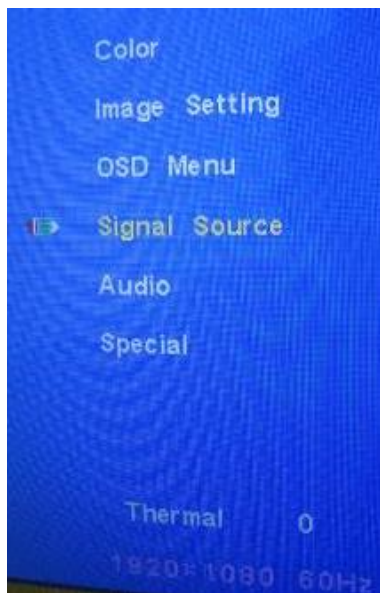 Color
Image Setting
OSD Menu
Signal Source
Audio
Special
Thermal 0
1920×1080 60Hz